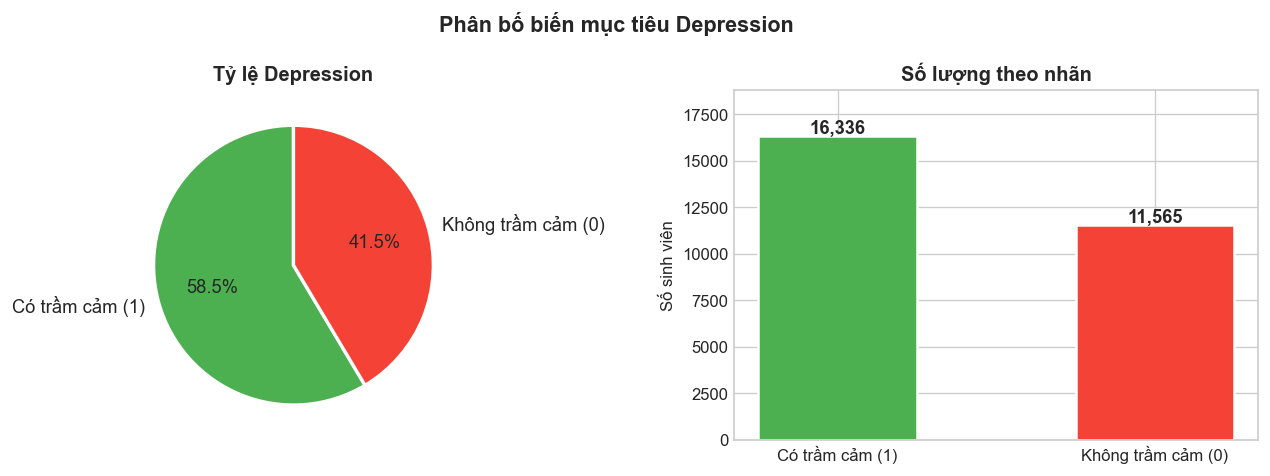 Phân bố biến mục tiêu Depression
Tỷ lệ Depression
Có trầm cảm (1)
58.5%
41.5%
Không trầm cảm (0)
Số lượng theo nhãn
Số sinh viên
17500
15000
12500
10000
7500
5000
2500
0
16,336
11,565
Có trầm cảm (1)
Không trầm cảm (0)